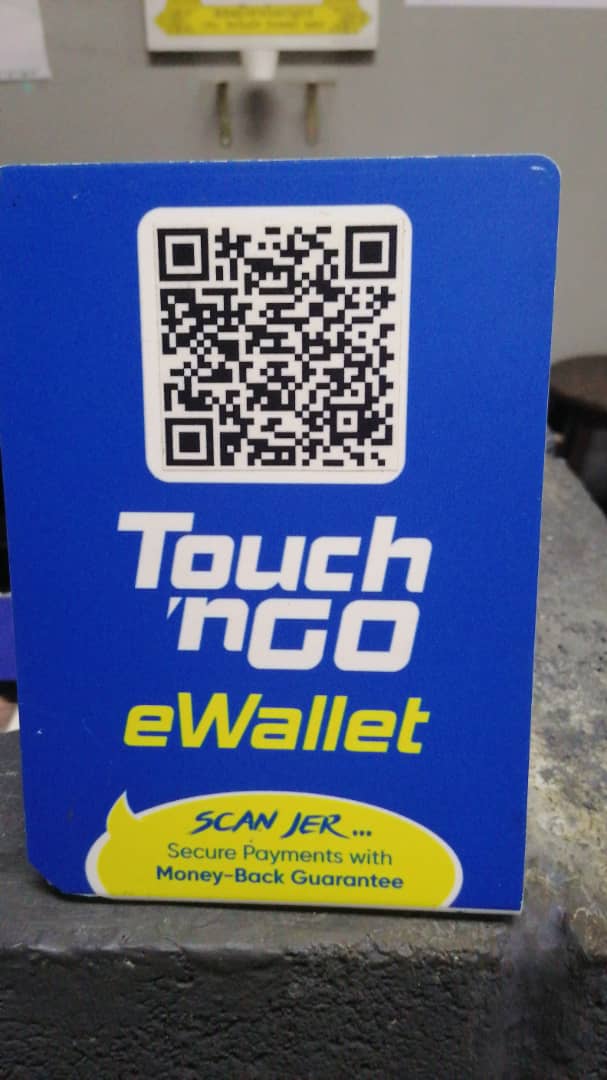 Touch
'nGO
eWallet
SCAN JER...
Secure Payments with
Money-Back Guarantee